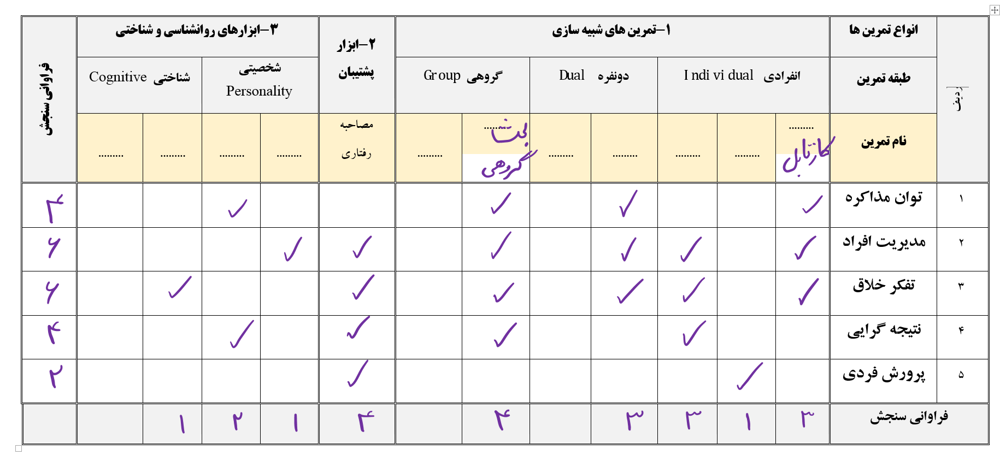 ردیف
انواع تمرین ها
۱-تمرین های شبیه سازی
۲-ابزار پشتیبان
۳-ابزارهای روانشناسی و شناختی
فراوانی سنجش
طبقه تمرین
انفرادی Individual
دونفره Dual
گروهی Group
شخصیتی Personality
شناختی Cognitive
نام تمرین
......... کارتابل
.........
.........
.........
.........
......... بحث گروهی
.........
مصاحبه رفتاری
.........
.........
.........
.........
۱ توان مذاکره ✓ ✓ ✓ ✓ ۴
۲ مدیریت افراد ✓ ✓ ✓ ✓ ✓ ✓ ۶
۳ تفکر خلاق ✓ ✓ ✓ ✓ ✓ ✓ ۶
۴ نتیجه گرایی ✓ ✓ ✓ ✓ ۴
۵ پرورش فردی ✓ ✓ ۲
فراوانی سنجش ۳ ۱ ۳ ۳ ۴ ۴ ۱ ۲ ۱